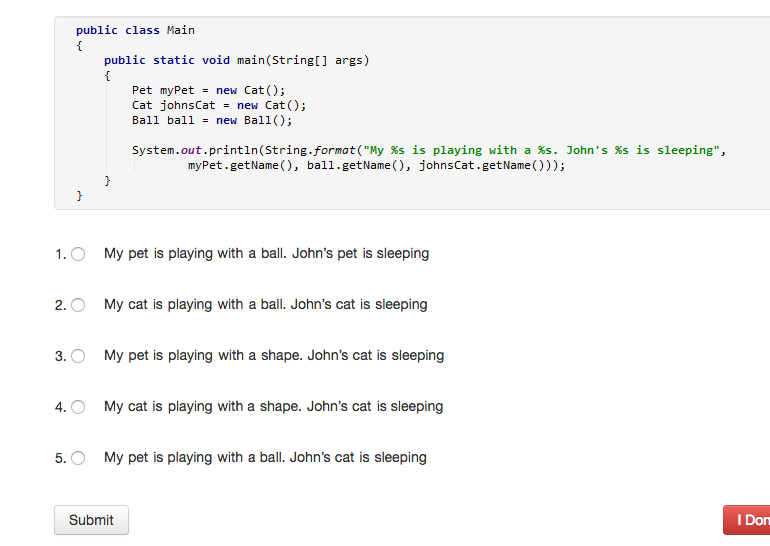 public class Main
{
public static void main(String[] args)
{
Pet myPet = new Cat();
Cat johnsCat = new Cat();
Ball ball = new Ball();
System.out.println(String.format("My %s is playing with a %s. John's %s is sleeping",
myPet.getName(), ball.getName(), johnsCat.getName()));
}
}
1. My pet is playing with a ball. John’s pet is sleeping
2. My cat is playing with a ball. John’s cat is sleeping
3. My pet is playing with a shape. John’s cat is sleeping
4. My cat is playing with a shape. John’s cat is sleeping
5. My pet is playing with a ball. John’s cat is sleeping
Submit
I Don